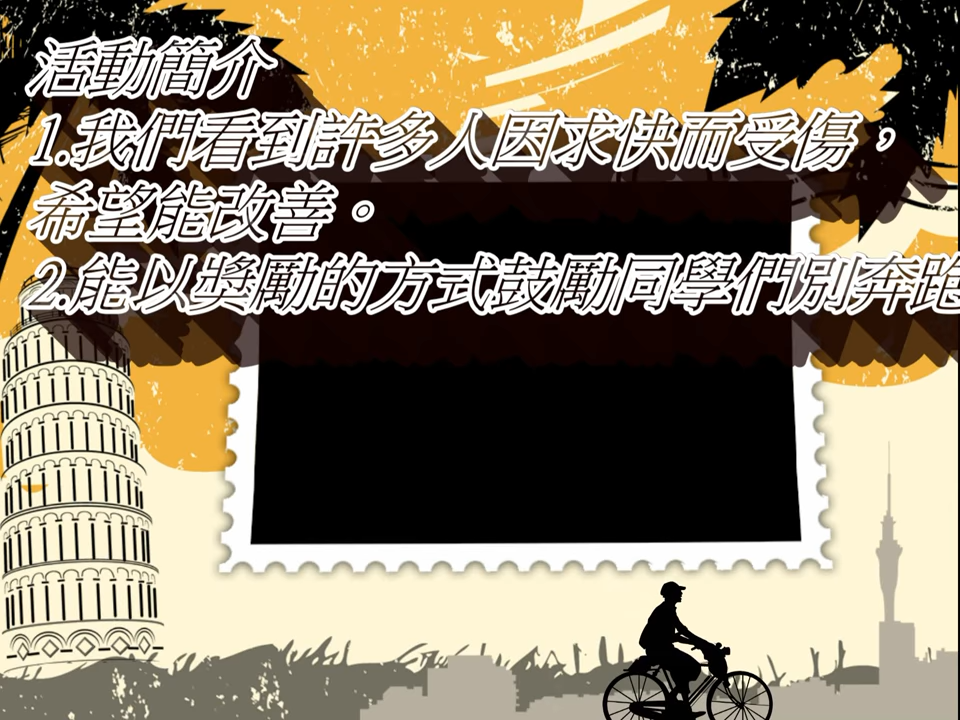 活動簡介
1.我們看到許多人因求快而受傷，
希望能改善。
2.能以獎勵的方式鼓勵同學們別奔跑